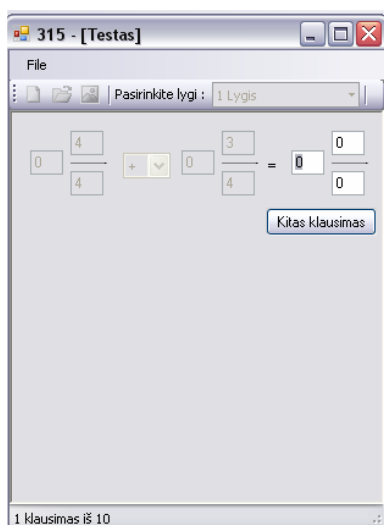 315 - [Testas]
File
Pasirinkite lygi : 1 Lygis
4 3 0
0 + 0 = 0
4 4 0
Kitas klausimas
1 klausimas iš 10